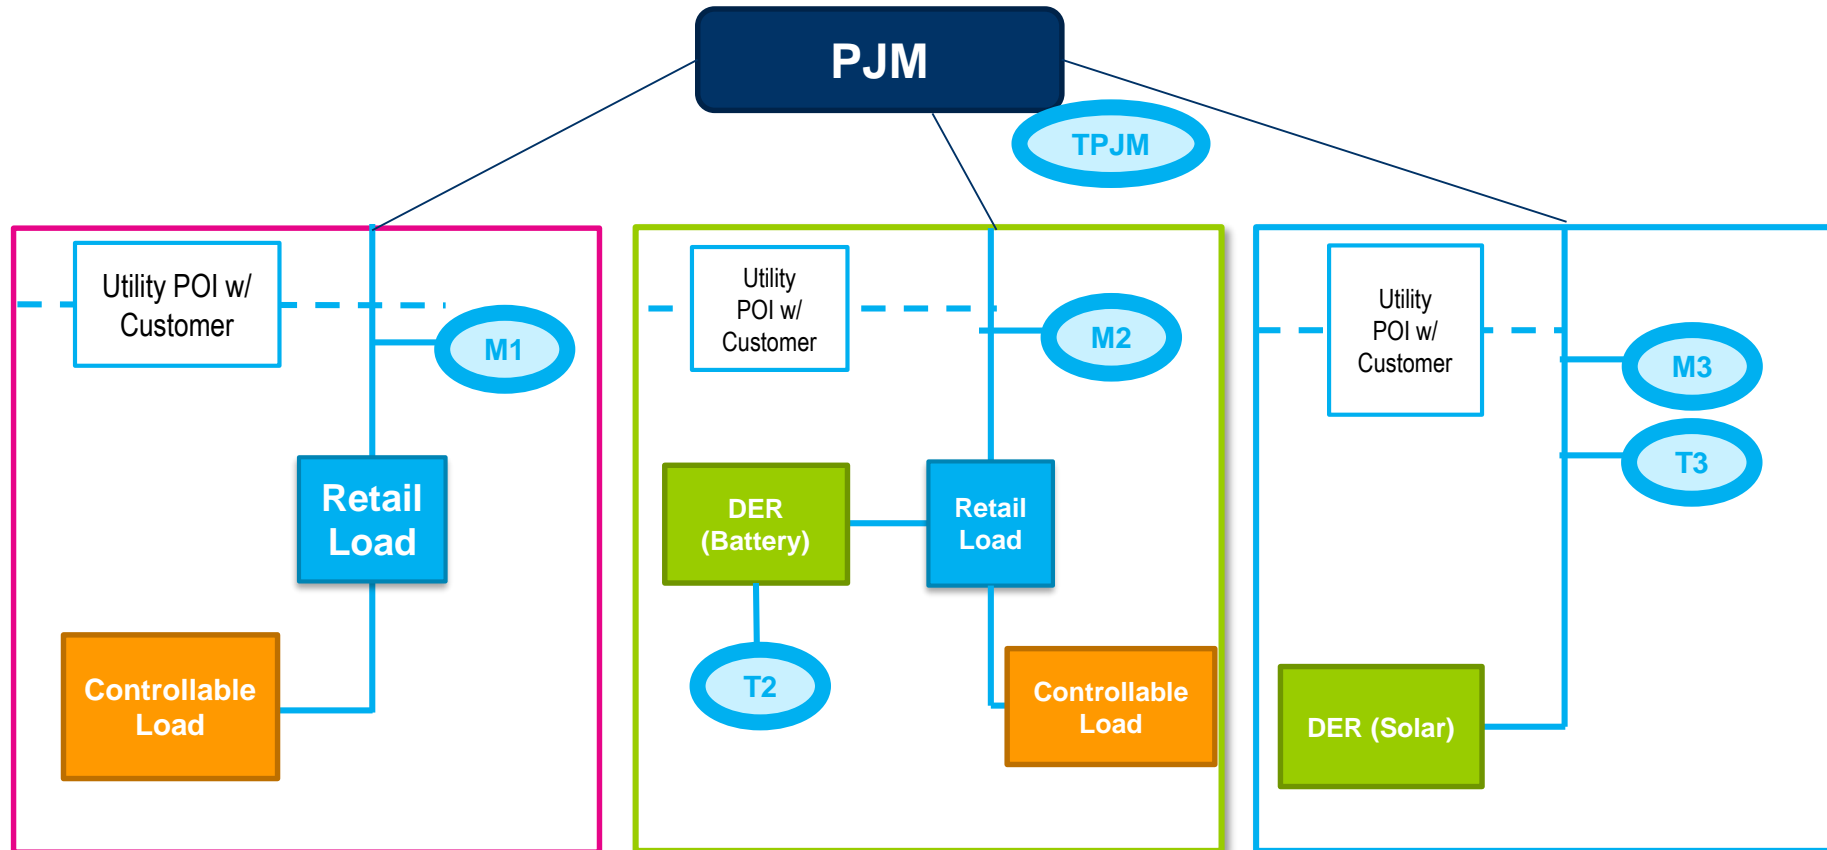 PJM
TPJM
Utility POI w/
Customer
M1
Retail
Load
Controllable
Load
Utility
POI w/
Customer
M2
DER
(Battery)
Retail
Load
T2
Controllable
Load
Utility
POI w/
Customer
M3
T3
DER (Solar)